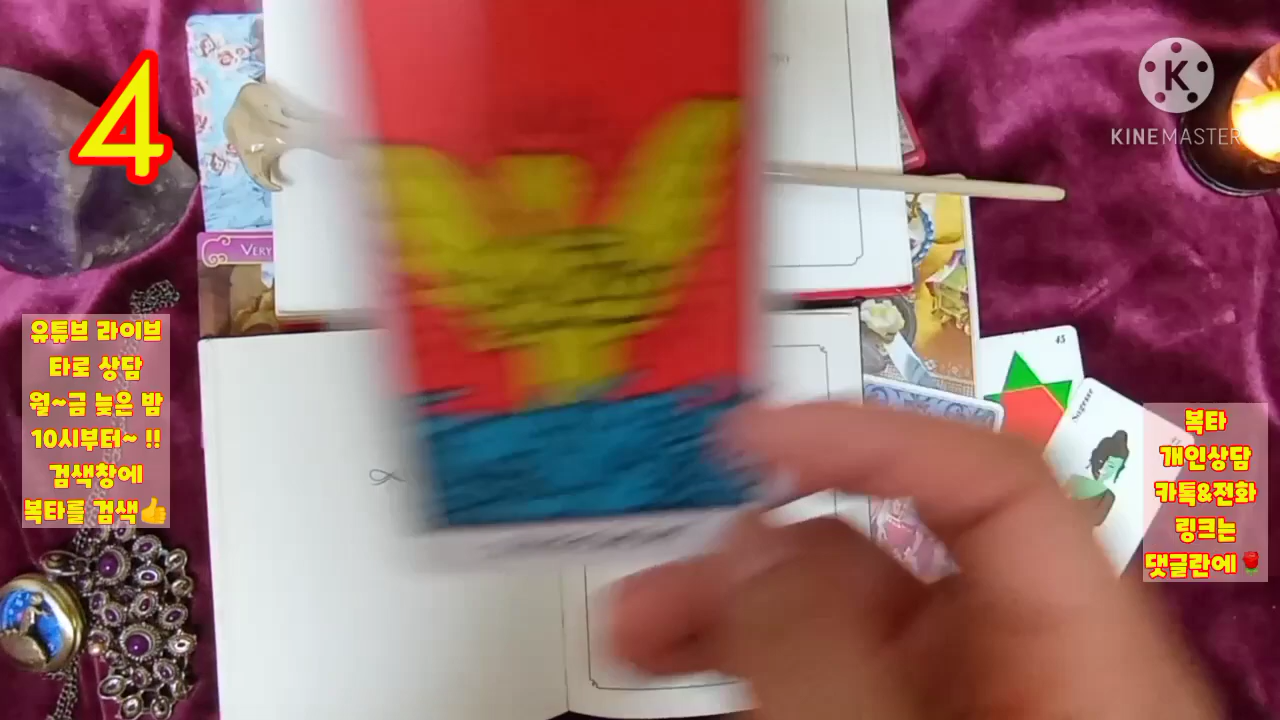 4
KINEMASTER
VERY
유튜브 라이브
타로 상담
월~금 늦은 밤
10시부터~ !!
검색창에
복타를 검색👍
45
Sagesse
복타
개인상담
카톡&전화
링크는
댓글란에🌹